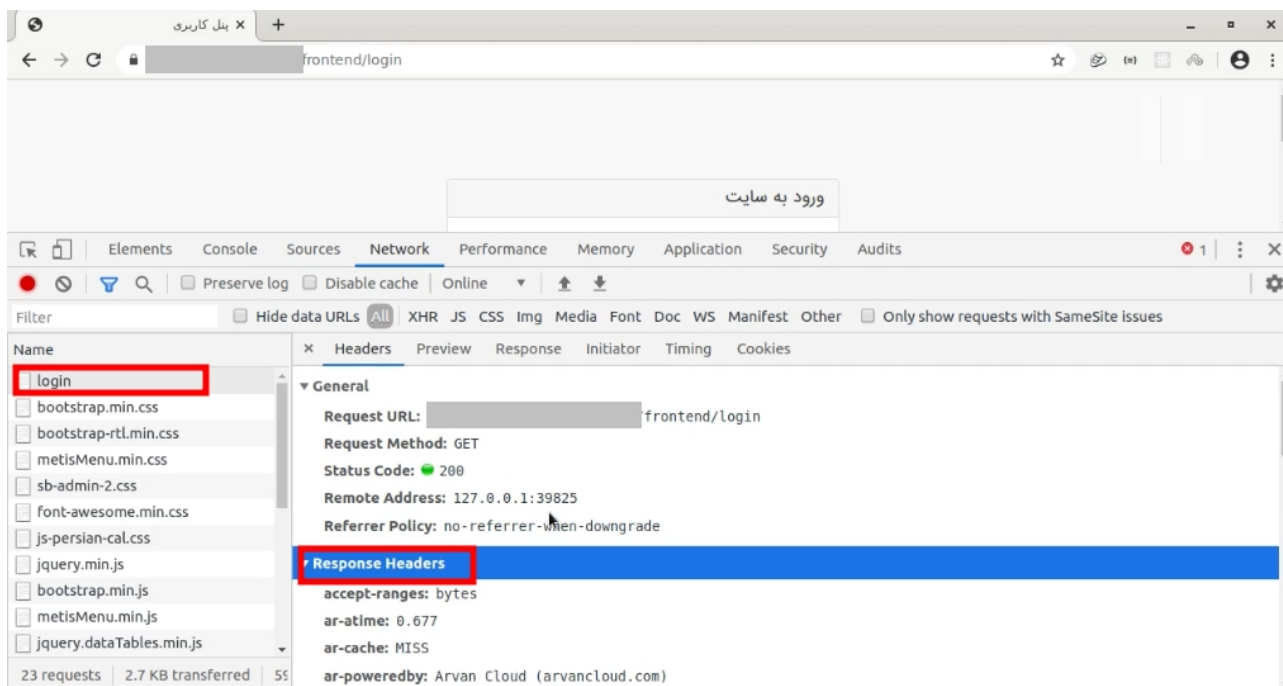 پنل کاربری × +
frontend/login
{≡}
ورود به سایت
Elements Console Sources Network Performance Memory Application Security Audits 1
Preserve log Disable cache Online
Filter Hide data URLs All XHR JS CSS Img Media Font Doc WS Manifest Other Only show requests with SameSite issues
Name × Headers Preview Response Initiator Timing Cookies
login
bootstrap.min.css
bootstrap-rtl.min.css
metisMenu.min.css
sb-admin-2.css
font-awesome.min.css
js-persian-cal.css
jquery.min.js
bootstrap.min.js
metisMenu.min.js
jquery.dataTables.min.js
23 requests 2.7 KB transferred 59
General
Request URL: /frontend/login
Request Method: GET
Status Code: 200
Remote Address: 127.0.0.1:39825
Referrer Policy: no-referrer-when-downgrade
Response Headers
accept-ranges: bytes
ar-atime: 0.677
ar-cache: MISS
ar-poweredby: Arvan Cloud (arvancloud.com)